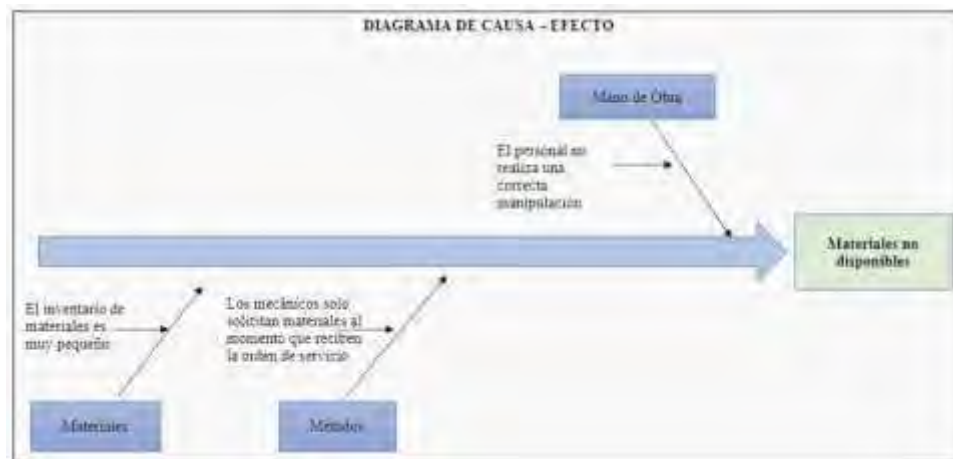 DIAGRAMA DE CAUSA - EFECTO
Mano de Obra
El personal no
realiza una
correcta
manipulación
Materiales no
disponibles
El inventario de
materiales es
muy pequeño
Los mecánicos solo
solicitan materiales al
momento que reciben
la orden de servicio
Materiales
Métodos